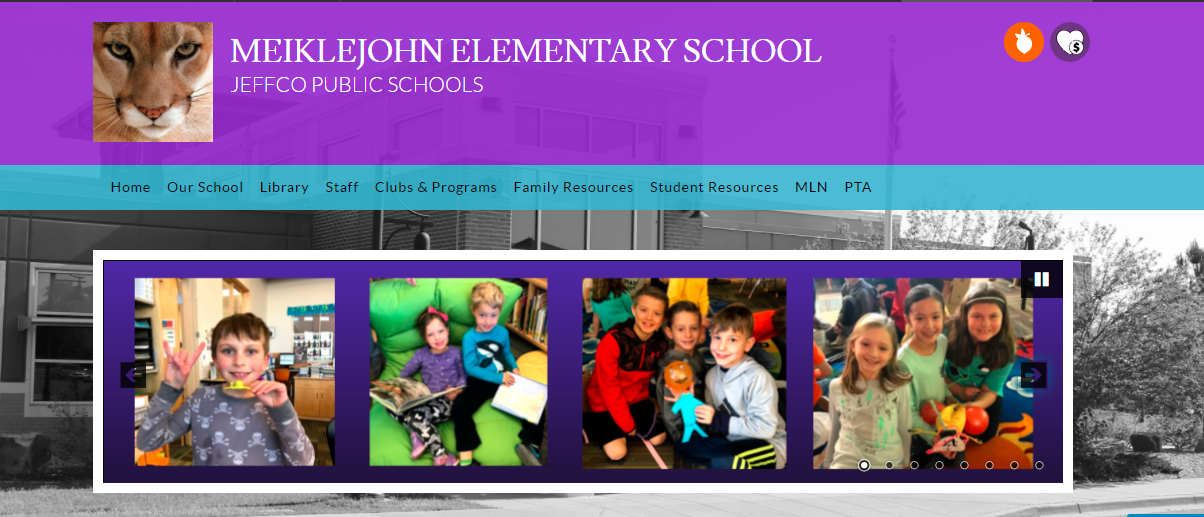 MEIKLEJOHN ELEMENTARY SCHOOL
JEFFCO PUBLIC SCHOOLS
$
Home Our School Library Staff Clubs & Programs Family Resources Student Resources MLN PTA